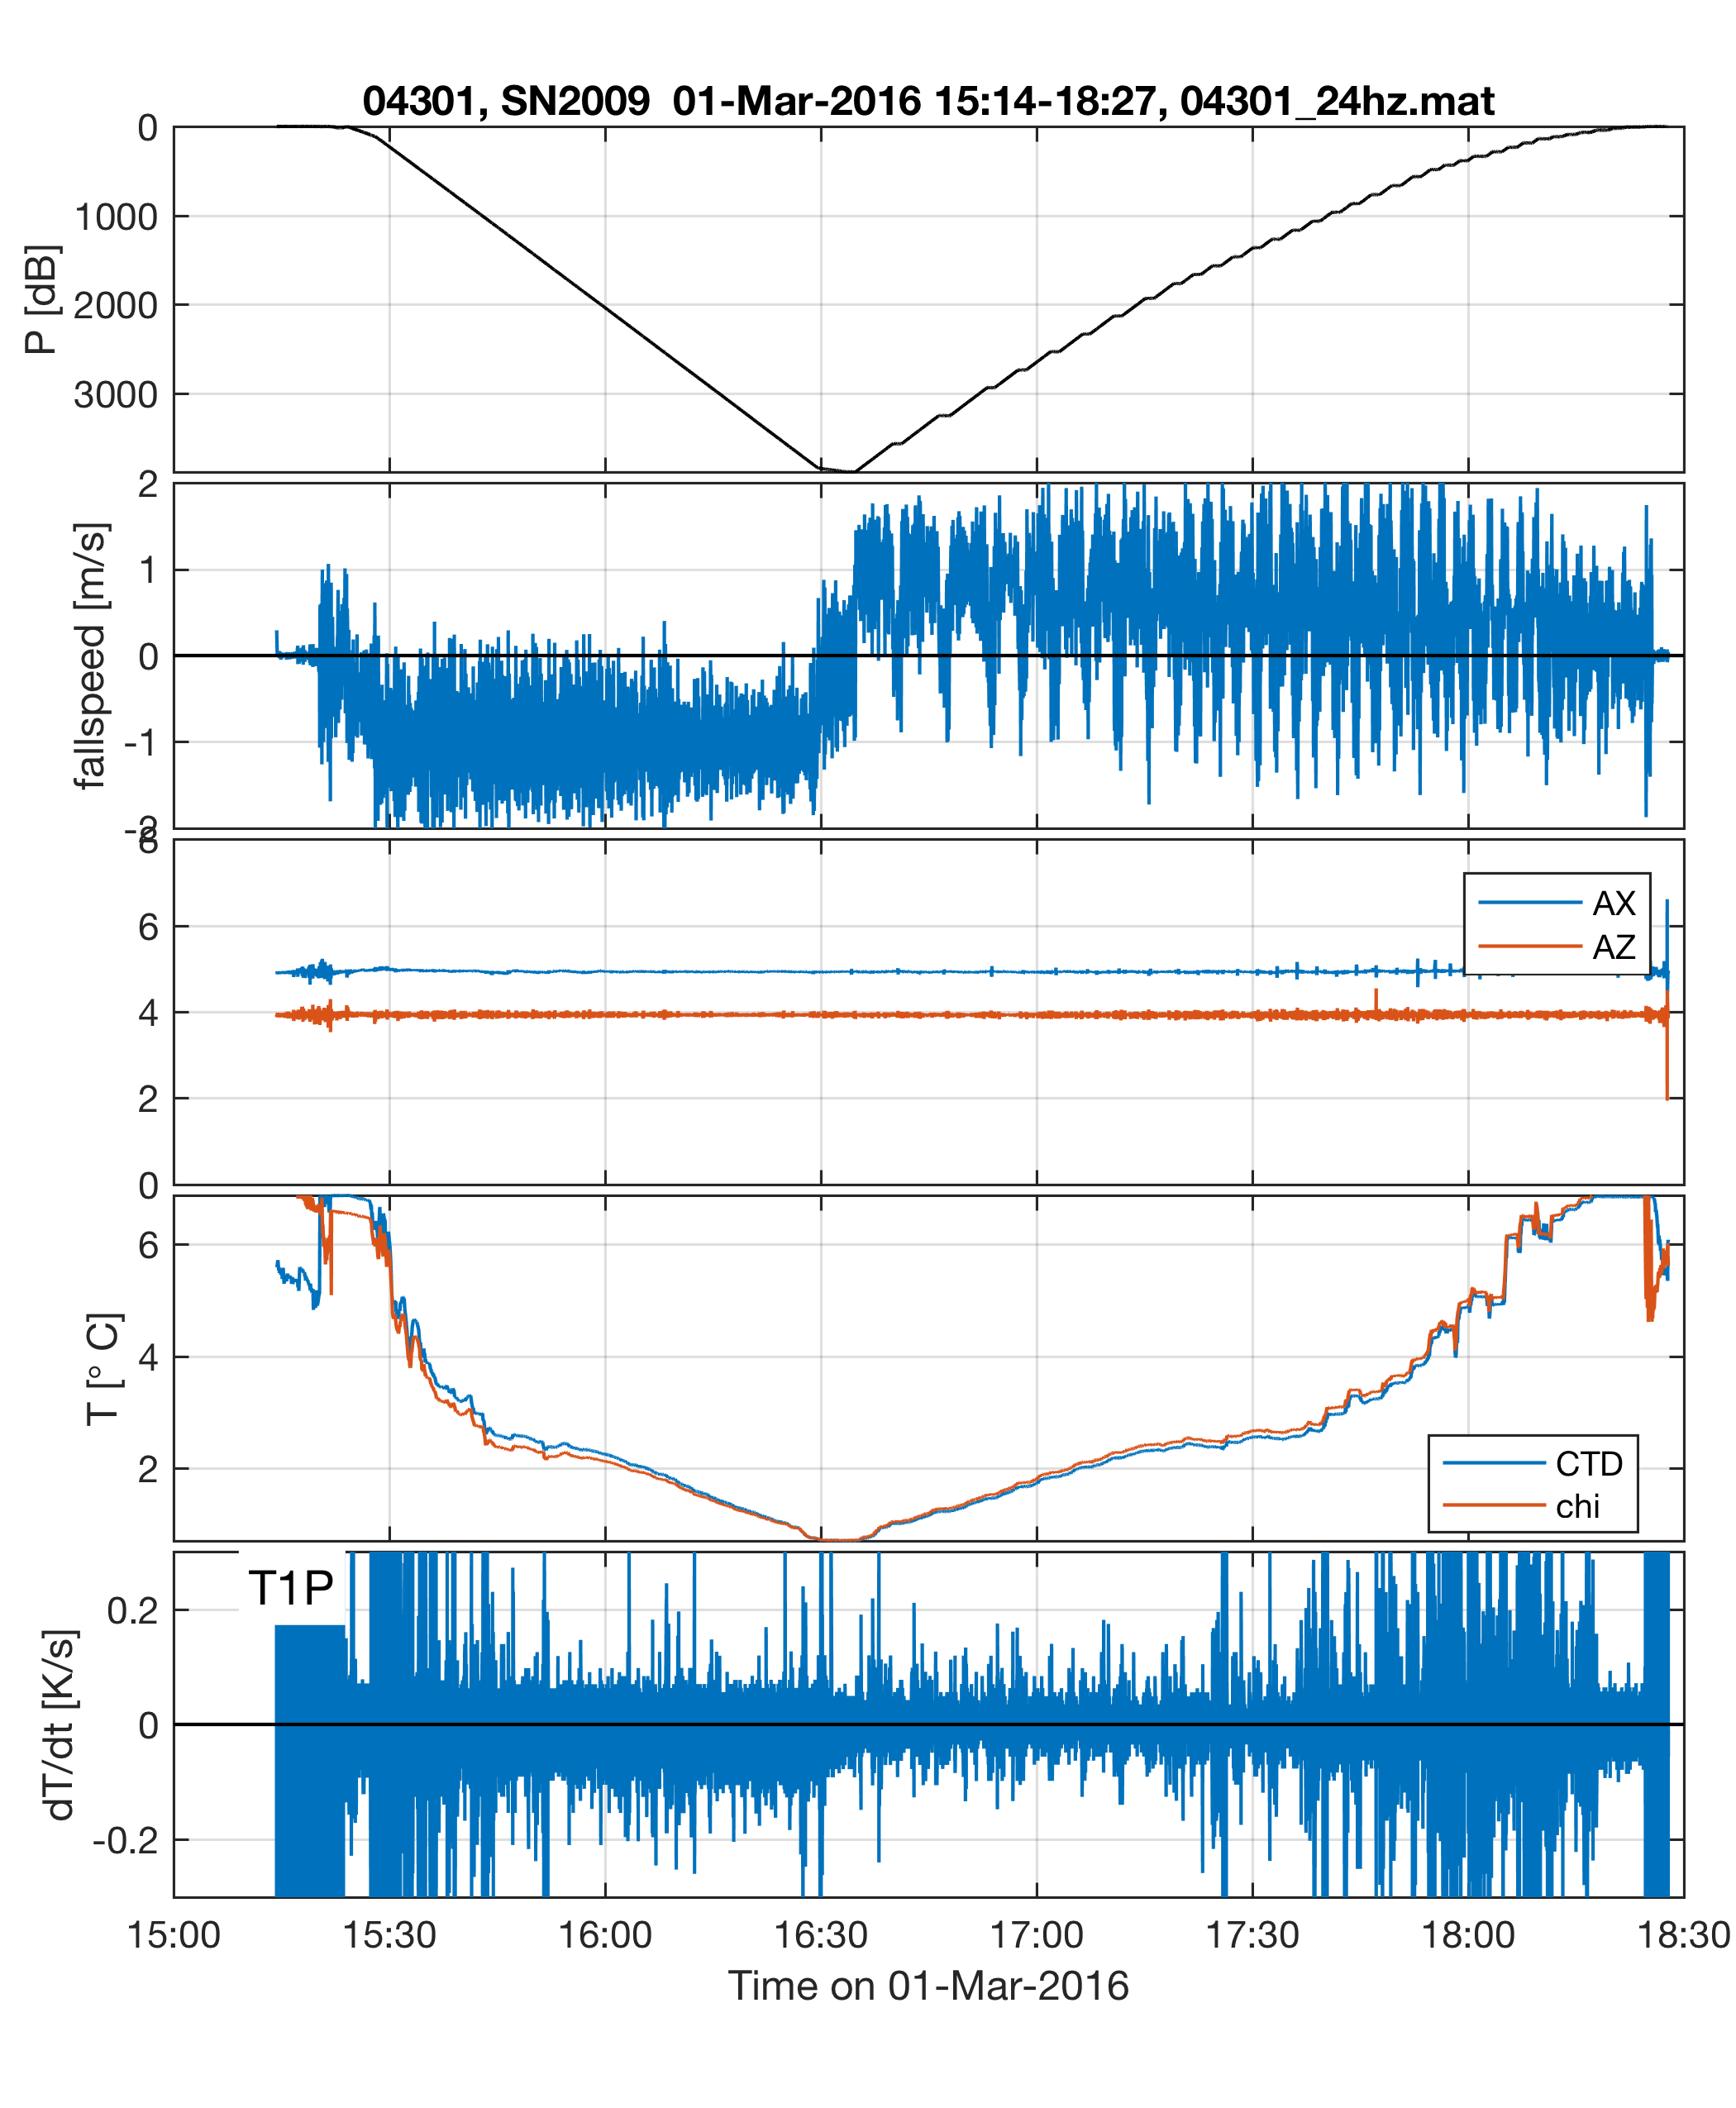 04301, SN2009  01-Mar-2016 15:14-18:27, 04301_24hz.mat
0
1000
2000
3000
P [dB]
2
1
0
-1
-2
fallspeed [m/s]
8
6
4
2
0
AX
AZ
6
4
2
T [° C]
CTD
chi
T1P
0.2
0
-0.2
dT/dt [K/s]
15:00 15:30 16:00 16:30 17:00 17:30 18:00 18:30
Time on 01-Mar-2016